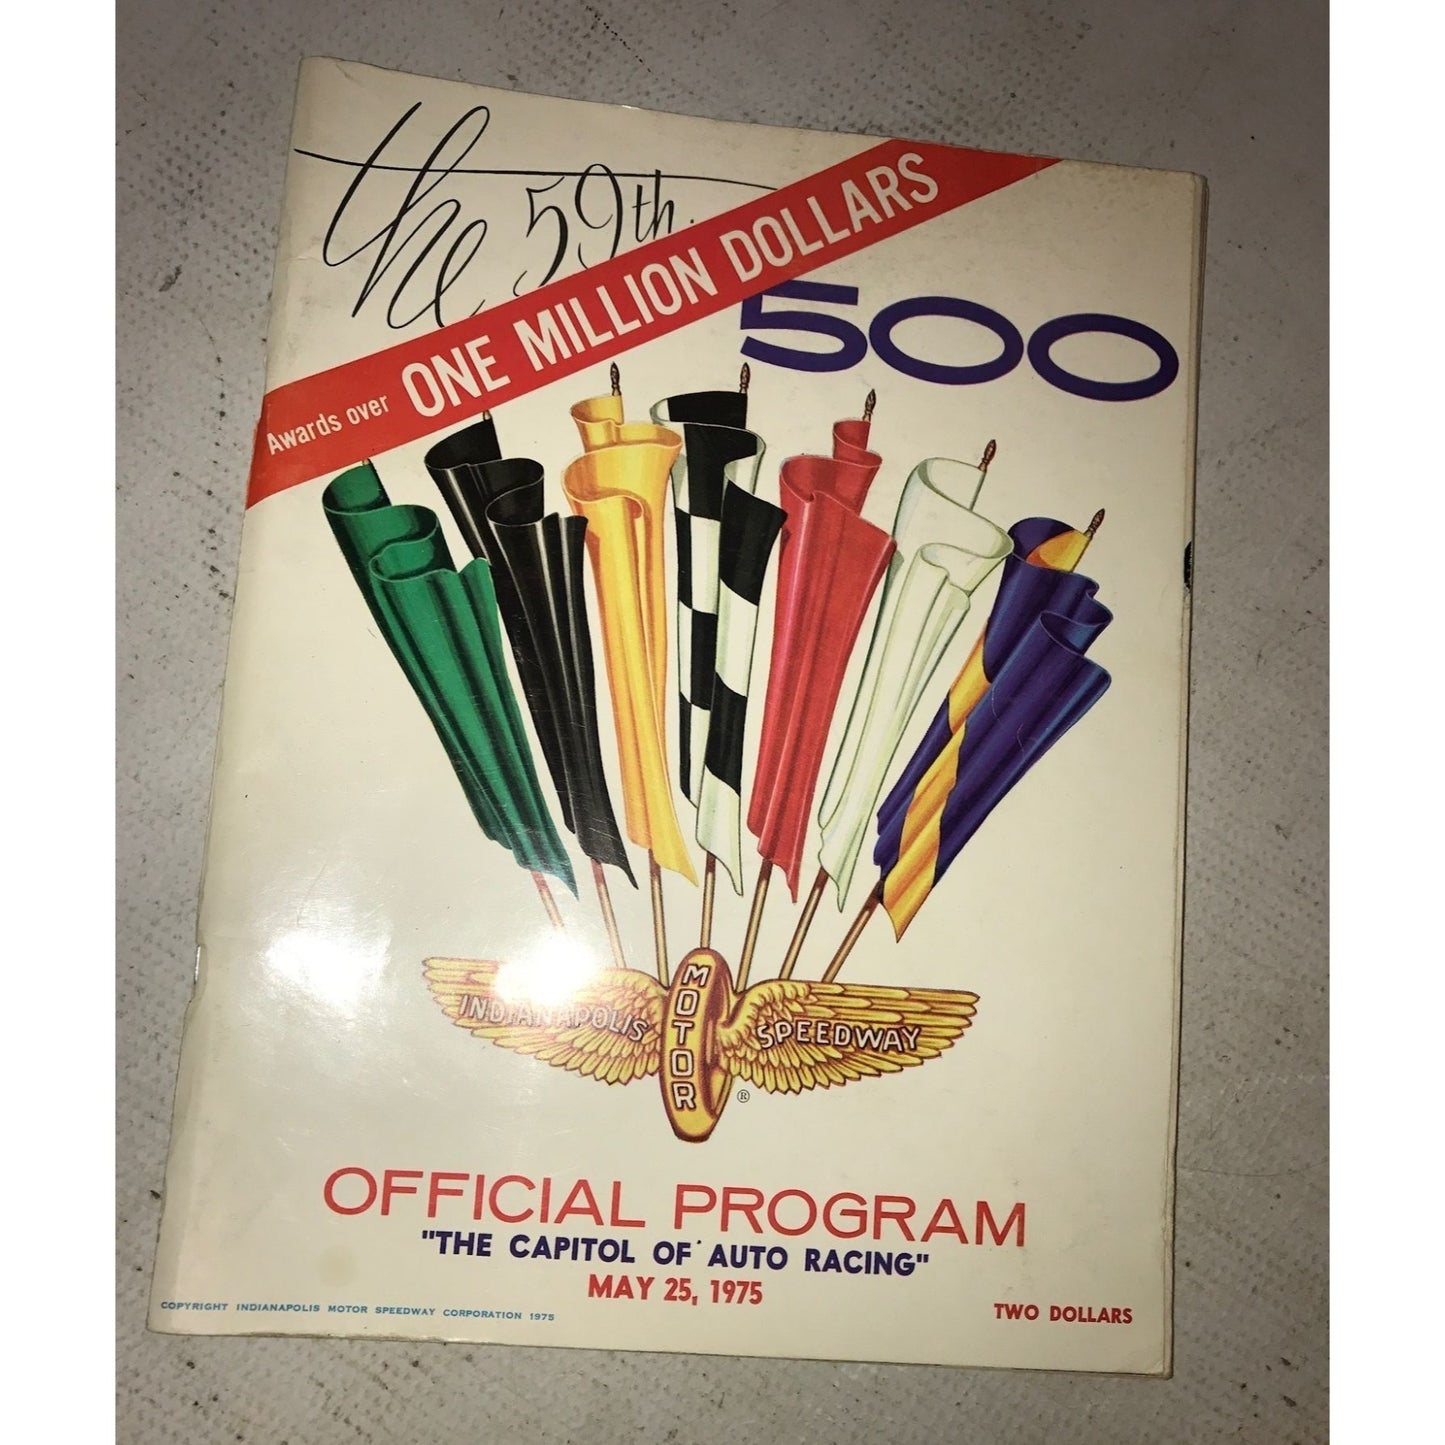 the 59th.
Awards over ONE MILLION DOLLARS
500
INDIANAPOLIS MOTOR SPEEDWAY
®
OFFICIAL PROGRAM
"THE CAPITOL OF AUTO RACING"
MAY 25, 1975
COPYRIGHT INDIANAPOLIS MOTOR SPEEDWAY CORPORATION 1975
TWO DOLLARS